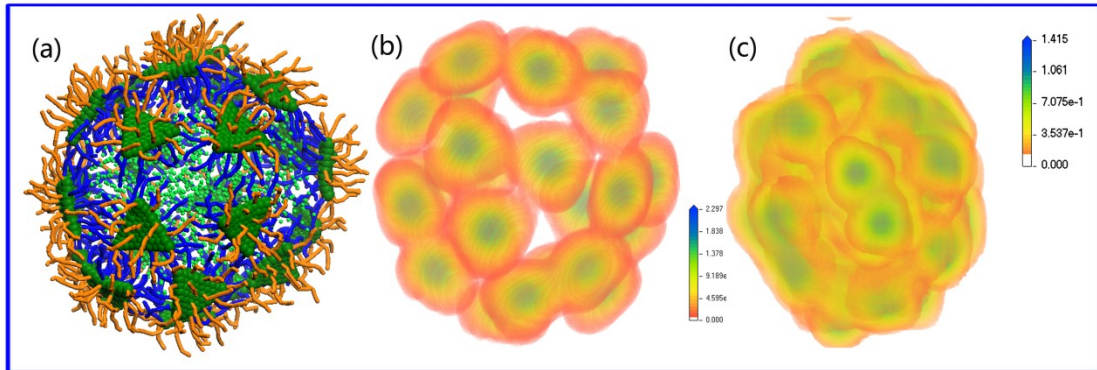 (a)
(b)
(c)
1.415
1.061
7.075e-1
3.537e-1
0.000
2.297
1.838
1.378
9.189e
4.595e
0.000